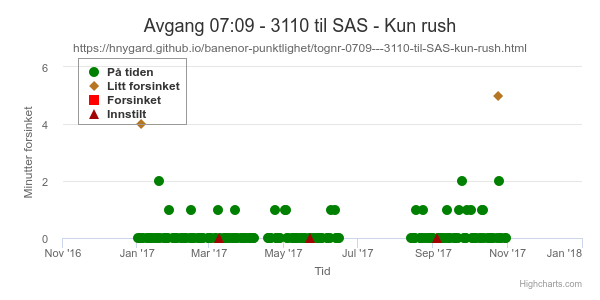 Avgang 07:09 - 3110 til SAS - Kun rush
https://hnygard.github.io/banenor-punktlighet/tognr-0709---3110-til-SAS-kun-rush.html
På tiden
Litt forsinket
Forsinket
Innstilt
Minutter forsinket
6
4
2
0
Nov '16
Jan '17
Mar '17
May '17
Jul '17
Sep '17
Nov '17
Jan '18
Tid
Highcharts.com